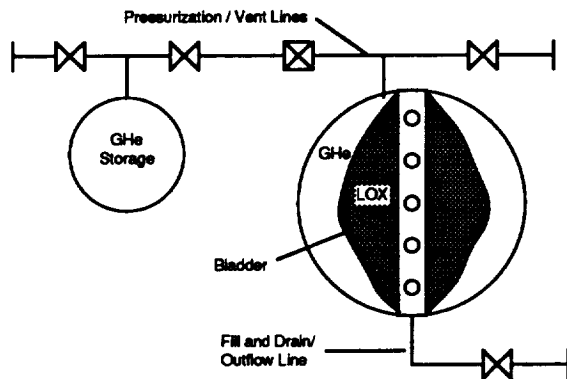 Pressurization / Vent Lines
GHe
Storage
GHe
LOX
Bladder
Fill and Drain/
Outflow Line